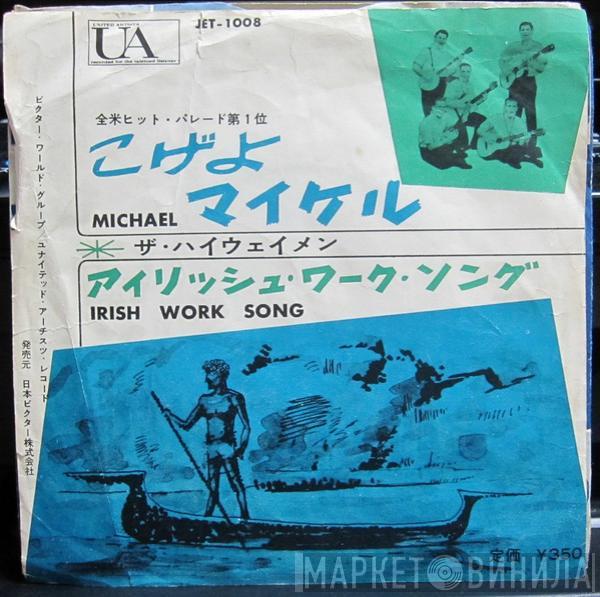 UNITED ARTISTS
UA
JET-1008
全米ヒット・パレード第1位
こげよ
MICHAEL マイケル
ザ・ハイウェイメン
アイリッシュ・ワーク・ソング
IRISH WORK SONG
ビクター・ワールド・グループ/ユナイテッド・アーチスツ・レコード
発売元 日本ビクター株式会社
定価 ¥350
МАРКЕТ ВИНИЛА